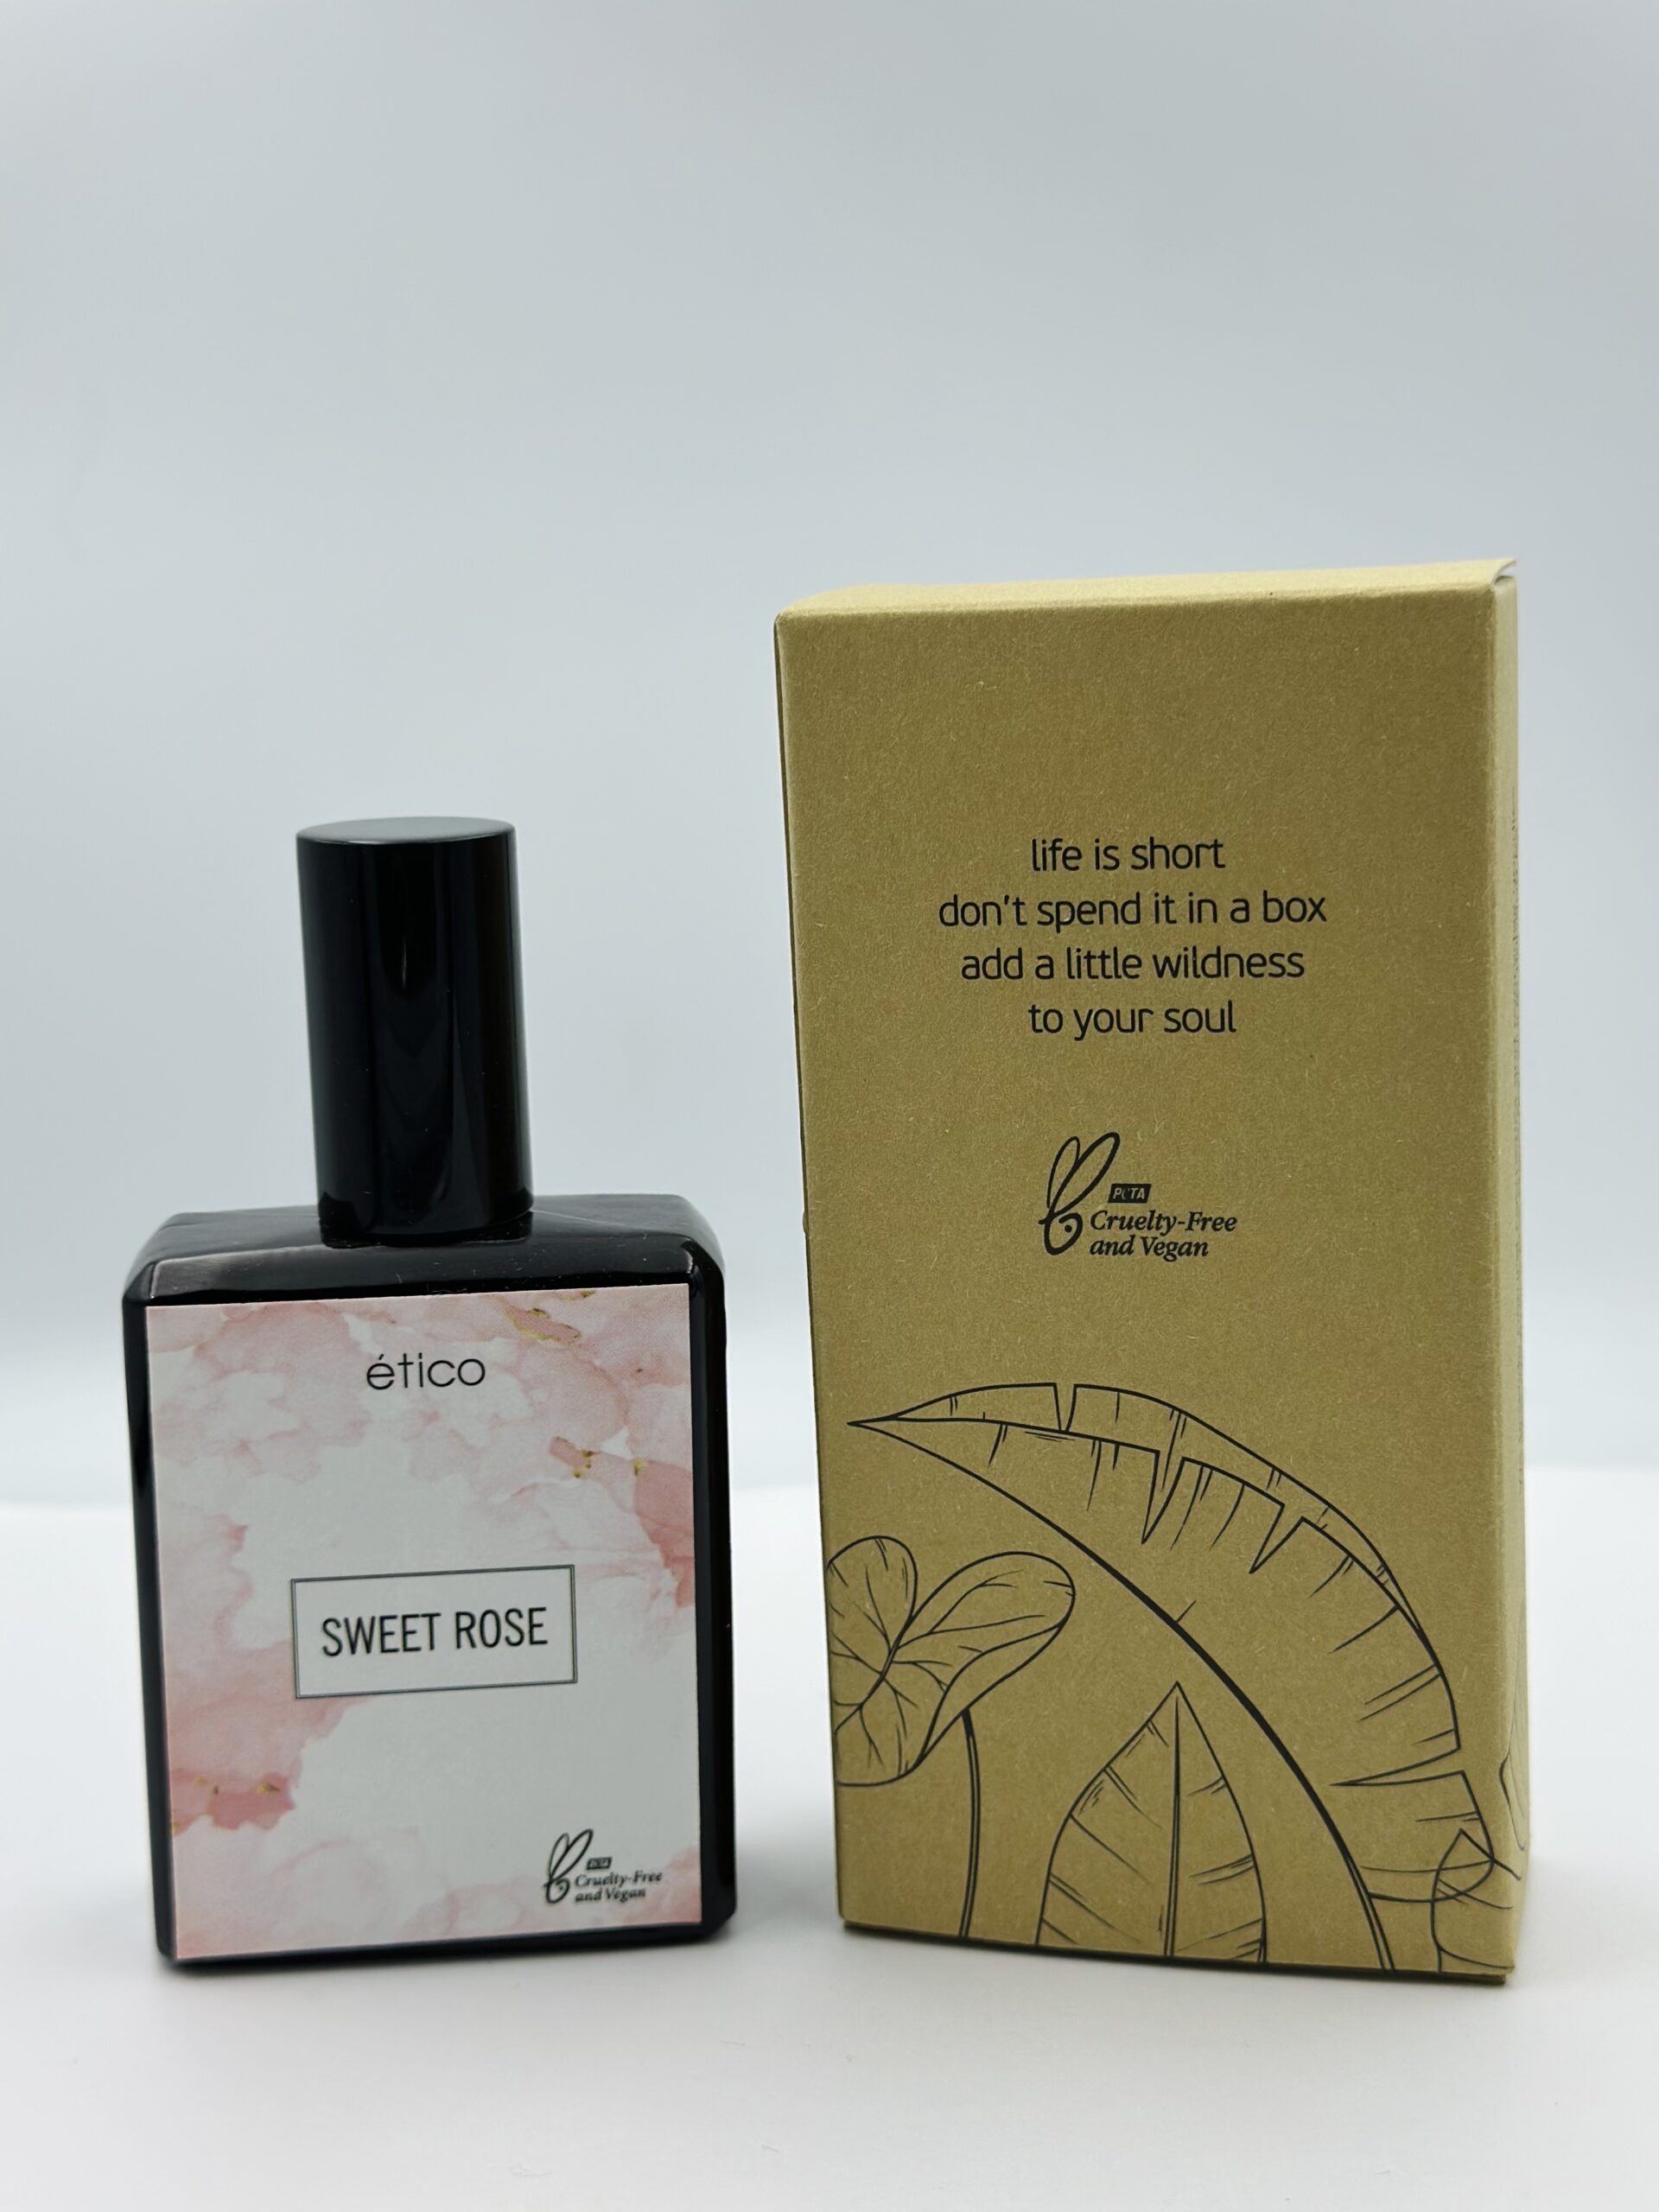 ético
SWEET ROSE
PETA
Cruelty-Free
and Vegan
life is short
don't spend it in a box
add a little wildness
to your soul
PETA
Cruelty-Free
and Vegan